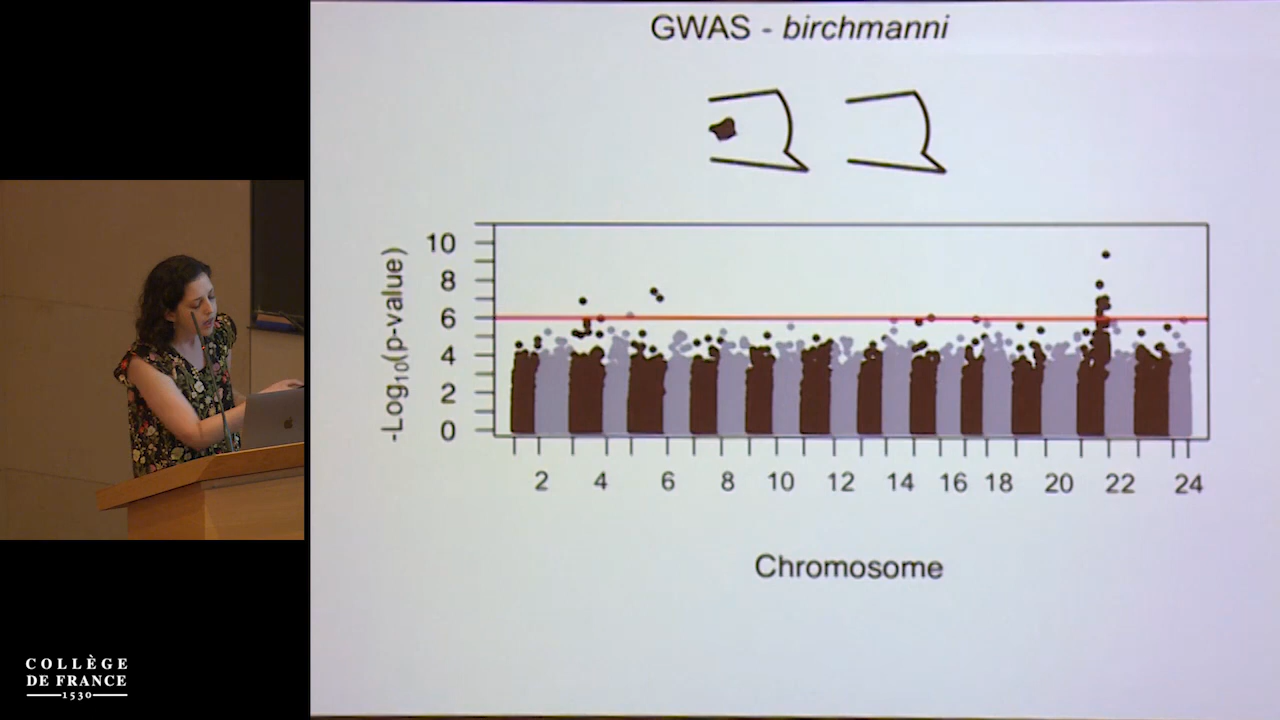 GWAS - birchmanni
-Log10(p-value)
10
8
6
4
2
0
2 4 6 8 10 12 14 16 18 20 22 24
Chromosome
COLLÈGE
DE FRANCE
1530